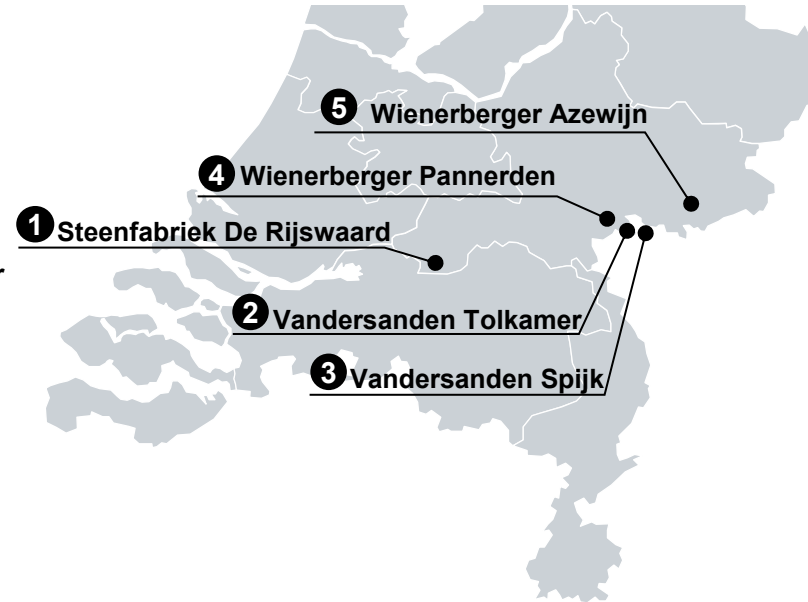 5 Wienerberger Azewijn
4 Wienerberger Pannerden
1 Steenfabriek De Rijswaard
r
2 Vandersanden Tolkamer
3 Vandersanden Spijk